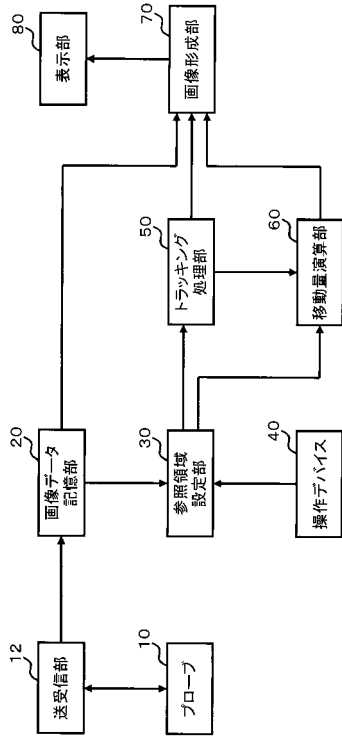 12
送受信部
10
プローブ
20
画像データ
記憶部
30
参照領域
設定部
40
操作デバイス
50
トラッキング
処理部
60
移動量演算部
70
画像形成部
80
表示部